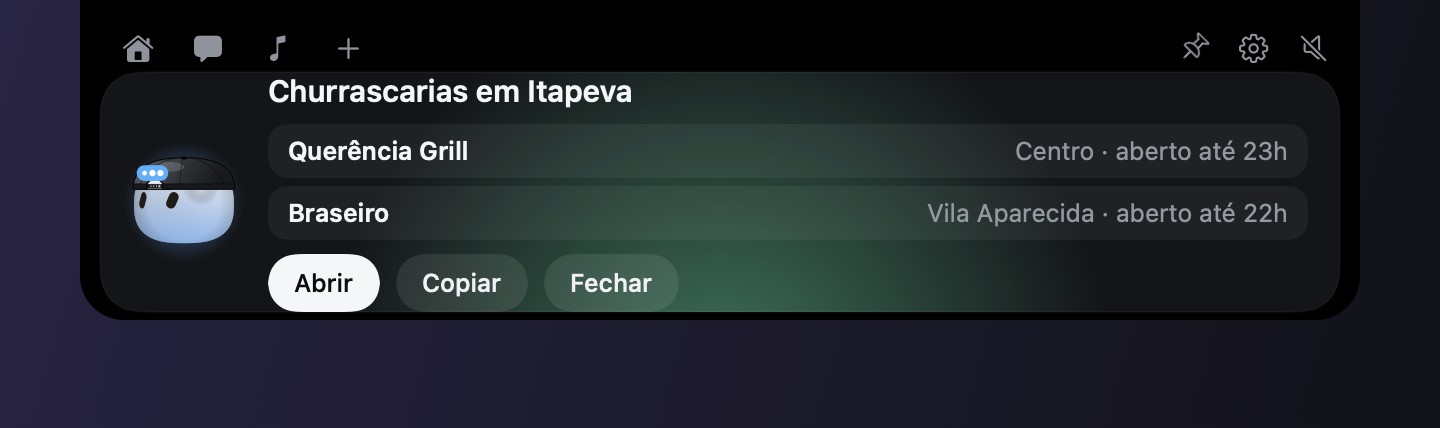 Churrascarias em Itapeva
Querência Grill
Centro · aberto até 23h
Braseiro
Vila Aparecida · aberto até 22h
Abrir
Copiar
Fechar